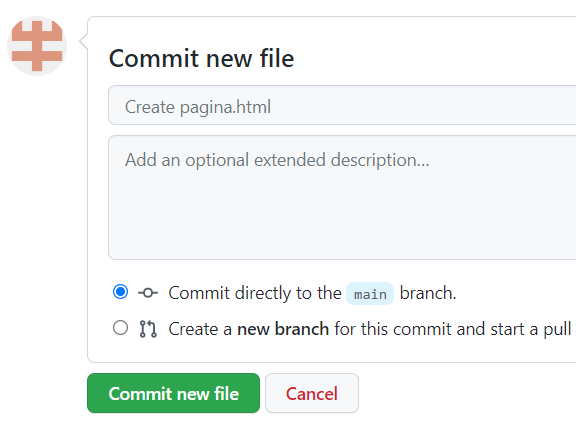 Commit new file
Create pagina.html
Add an optional extended description...
Commit directly to the main branch.
Create a new branch for this commit and start a pull
Commit new file
Cancel